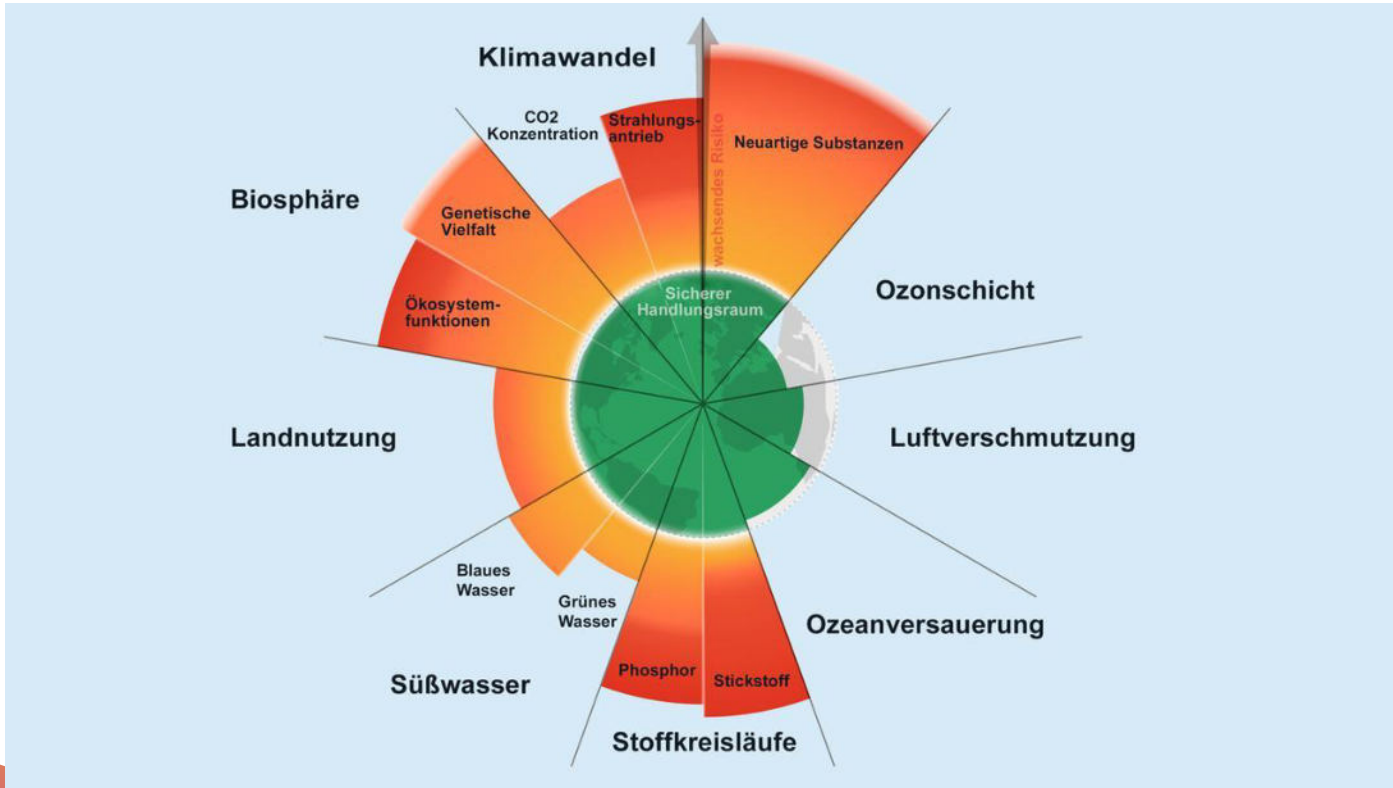 Klimawandel
CO2
Konzentration
Strahlungs-
antrieb
wachsendes Risiko
Neuartige Substanzen
Biosphäre
Genetische
Vielfalt
Ökosystem-
funktionen
Sicherer
Handlungsraum
Ozonschicht
Landnutzung
Luftverschmutzung
Blaues
Wasser
Grünes
Wasser
Ozeanversauerung
Süßwasser
Phosphor
Stickstoff
Stoffkreisläufe